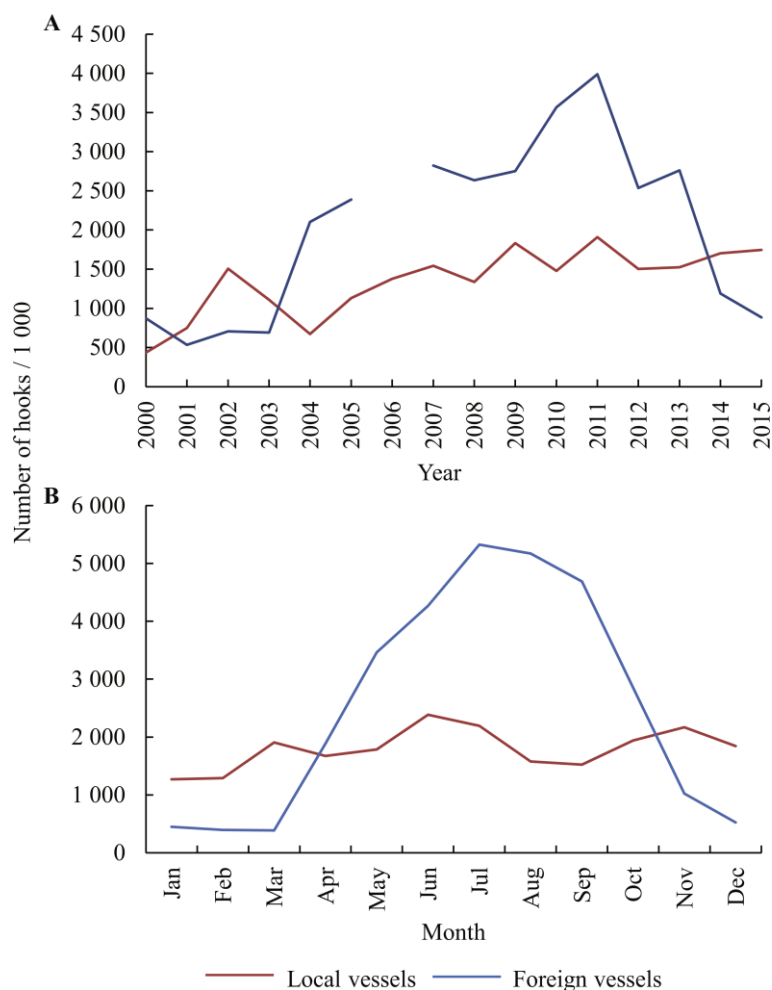 A
4 500
4 000
3 500
3 000
2 500
2 000
1 500
1 000
500
0
2000
2001
2002
2003
2004
2005
2006
2007
2008
2009
2010
2011
2012
2013
2014
2015
Year
Number of hooks / 1 000
B
6 000
5 000
4 000
3 000
2 000
1 000
0
Jan
Feb
Mar
Apr
May
Jun
Jul
Aug
Sep
Oct
Nov
Dec
Month
Local vessels Foreign vessels